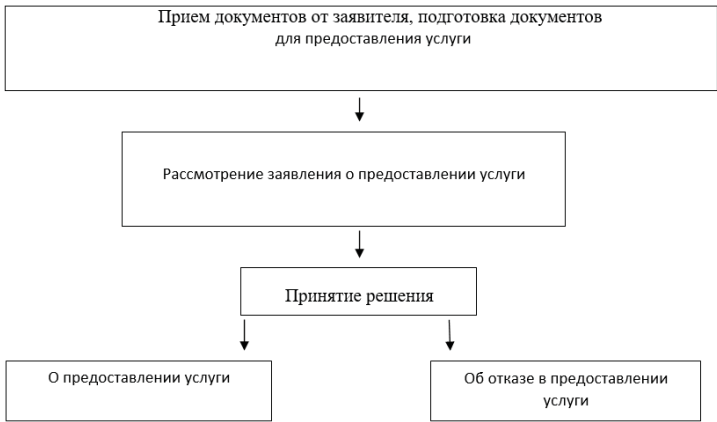 Прием документов от заявителя, подготовка документов
для предоставления услуги
Рассмотрение заявления о предоставлении услуги
Принятие решения
О предоставлении услуги
Об отказе в предоставлении
услуги